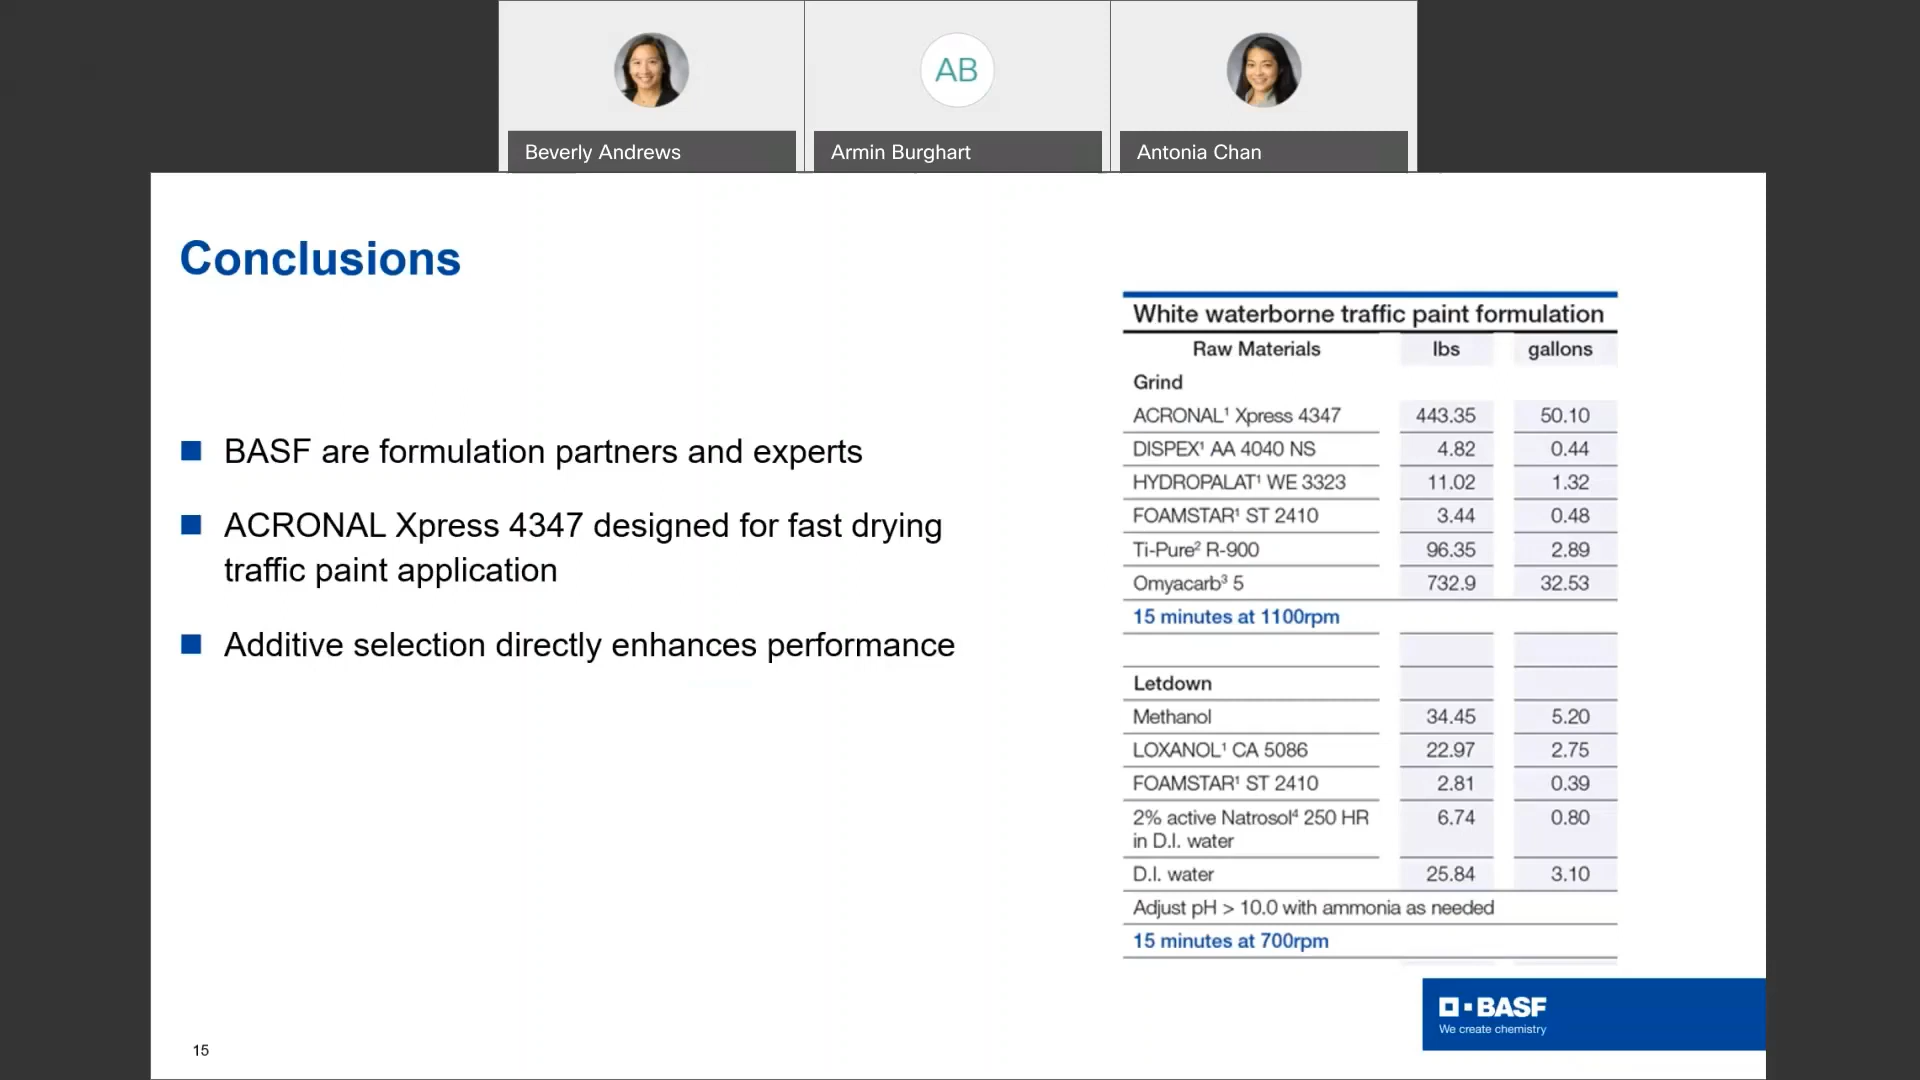 Beverly Andrews
AB
Armin Burghart
Antonia Chan
Conclusions
BASF are formulation partners and experts
ACRONAL Xpress 4347 designed for fast drying
traffic paint application
Additive selection directly enhances performance
White waterborne traffic paint formulation
Raw Materials lbs gallons
Grind
ACRONAL¹ Xpress 4347 443.35 50.10
DISPEX¹ AA 4040 NS 4.82 0.44
HYDROPALAT¹ WE 3323 11.02 1.32
FOAMSTAR¹ ST 2410 3.44 0.48
Ti-Pure² R-900 96.35 2.89
Omyacarb³ 5 732.9 32.53
15 minutes at 1100rpm
Letdown
Methanol 34.45 5.20
LOXANOL¹ CA 5086 22.97 2.75
FOAMSTAR¹ ST 2410 2.81 0.39
2% active Natrosol⁴ 250 HR 6.74 0.80
in D.I. water
D.I. water 25.84 3.10
Adjust pH > 10.0 with ammonia as needed
15 minutes at 700rpm
BASF
We create chemistry
15